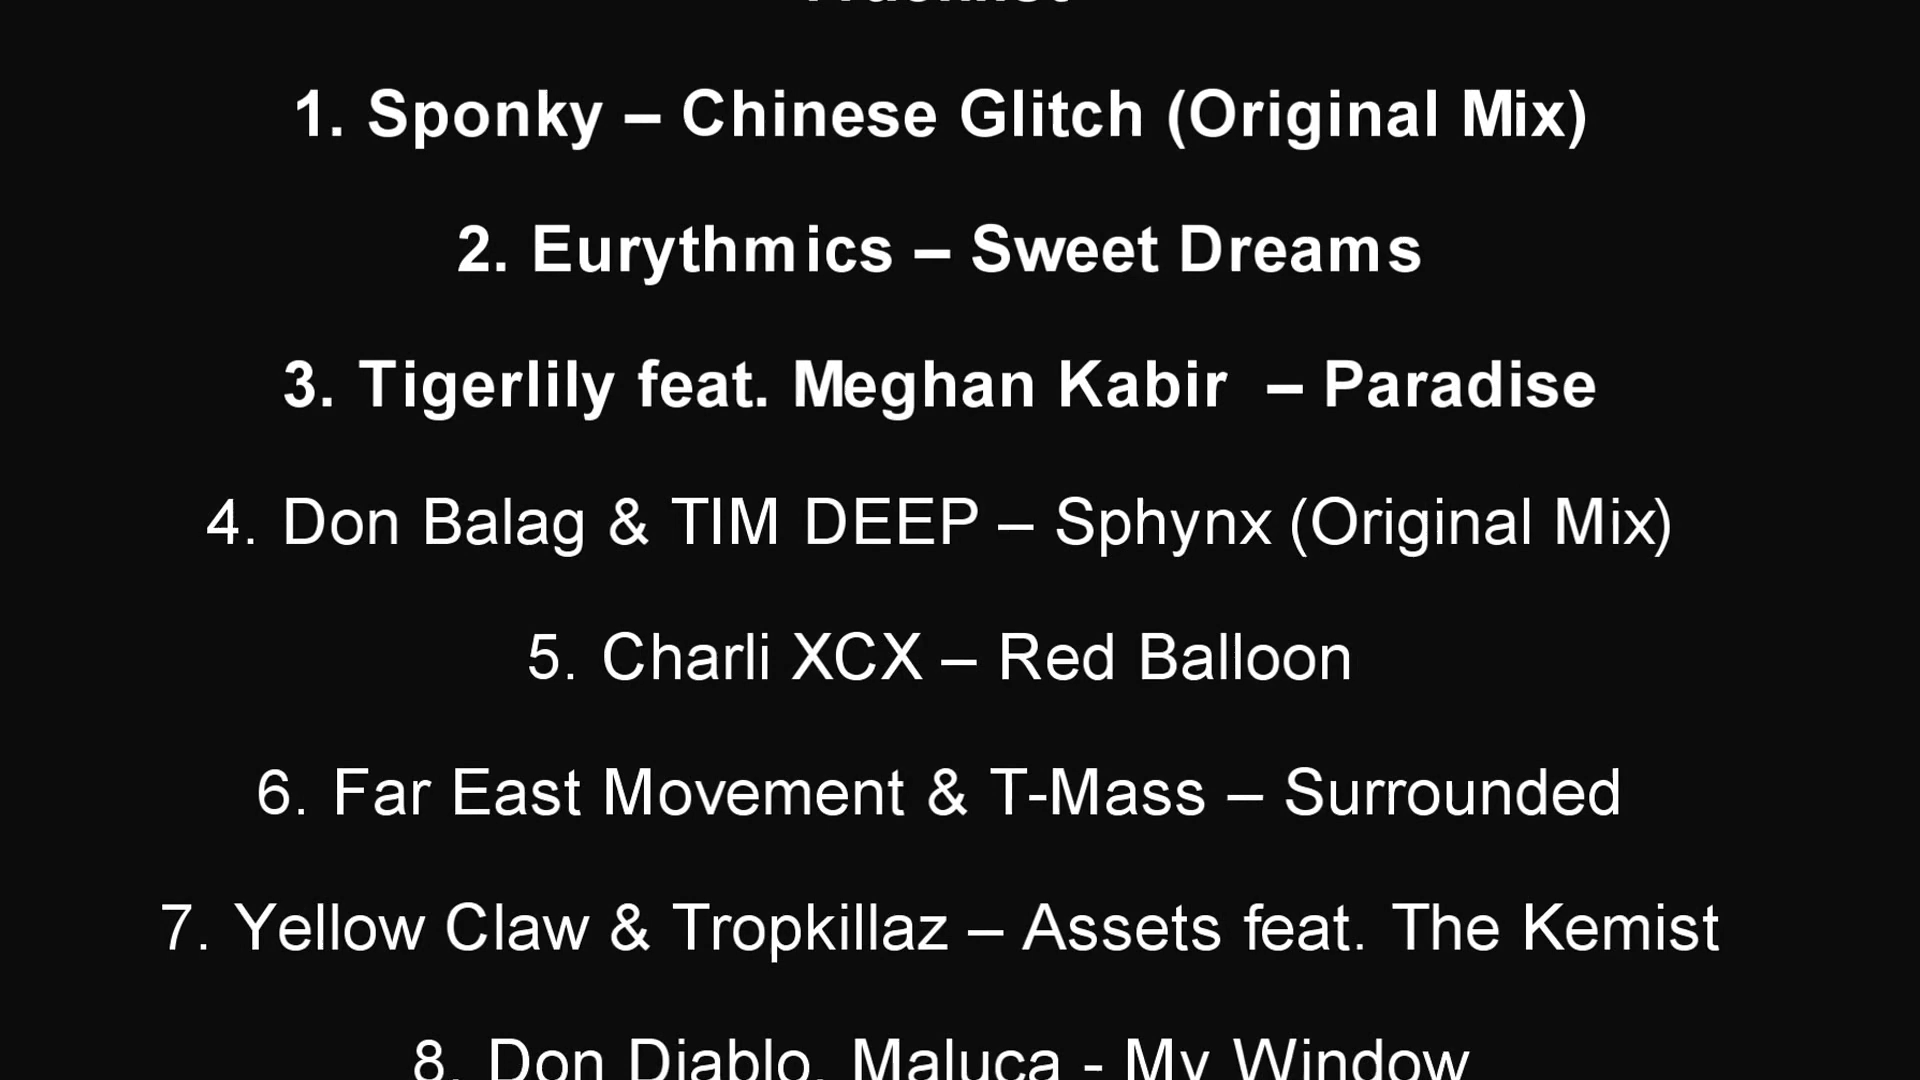 Tracklist
1. Sponky – Chinese Glitch (Original Mix)
2. Eurythmics – Sweet Dreams
3. Tigerlily feat. Meghan Kabir – Paradise
4. Don Balag & TIM DEEP – Sphynx (Original Mix)
5. Charli XCX – Red Balloon
6. Far East Movement & T-Mass – Surrounded
7. Yellow Claw & Tropkillaz – Assets feat. The Kemist
8. Don Diablo, Maluca - My Window